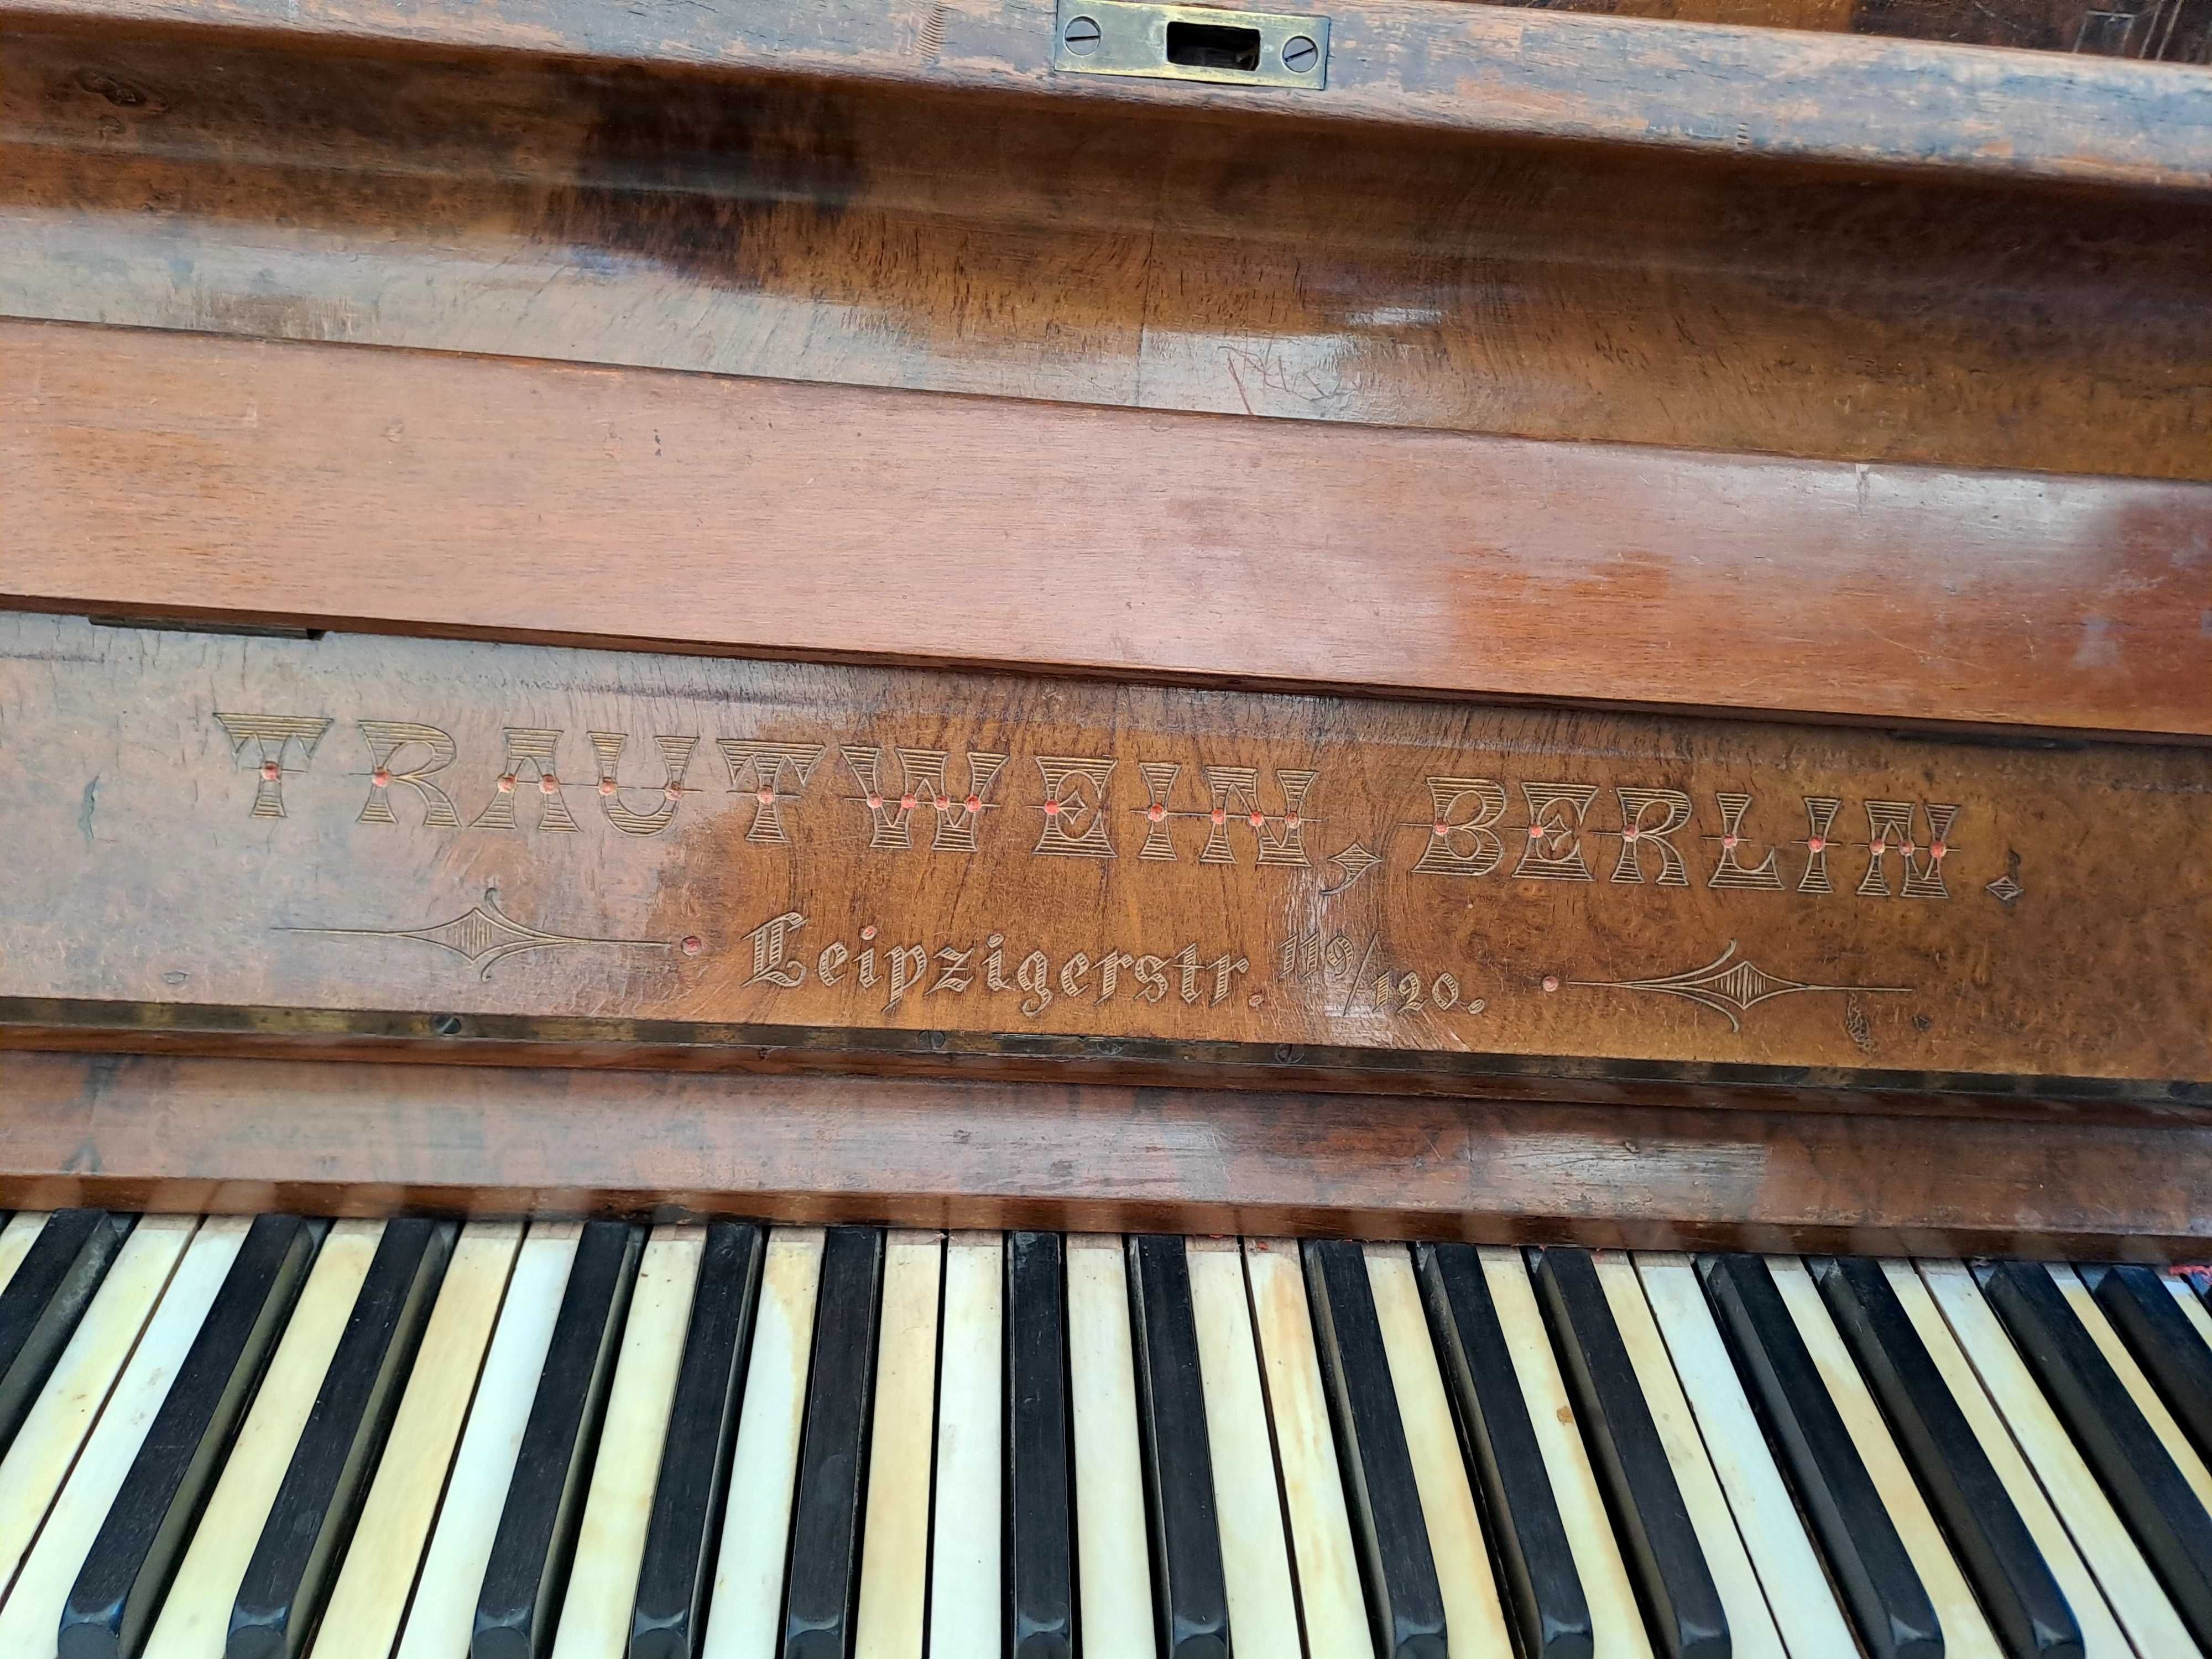 TRAUTWEIN, BERLIN.
Leipzigerstr. 119/120.